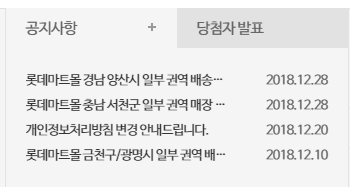 공지사항 + 당첨자 발표
롯데마트몰 경남 양산시 일부 권역 배송… 2018.12.28
롯데마트몰 충남 서천군 일부 권역 매장 … 2018.12.28
개인정보처리방침 변경 안내드립니다. 2018.12.20
롯데마트몰 금천구/광명시 일부 권역 배… 2018.12.10